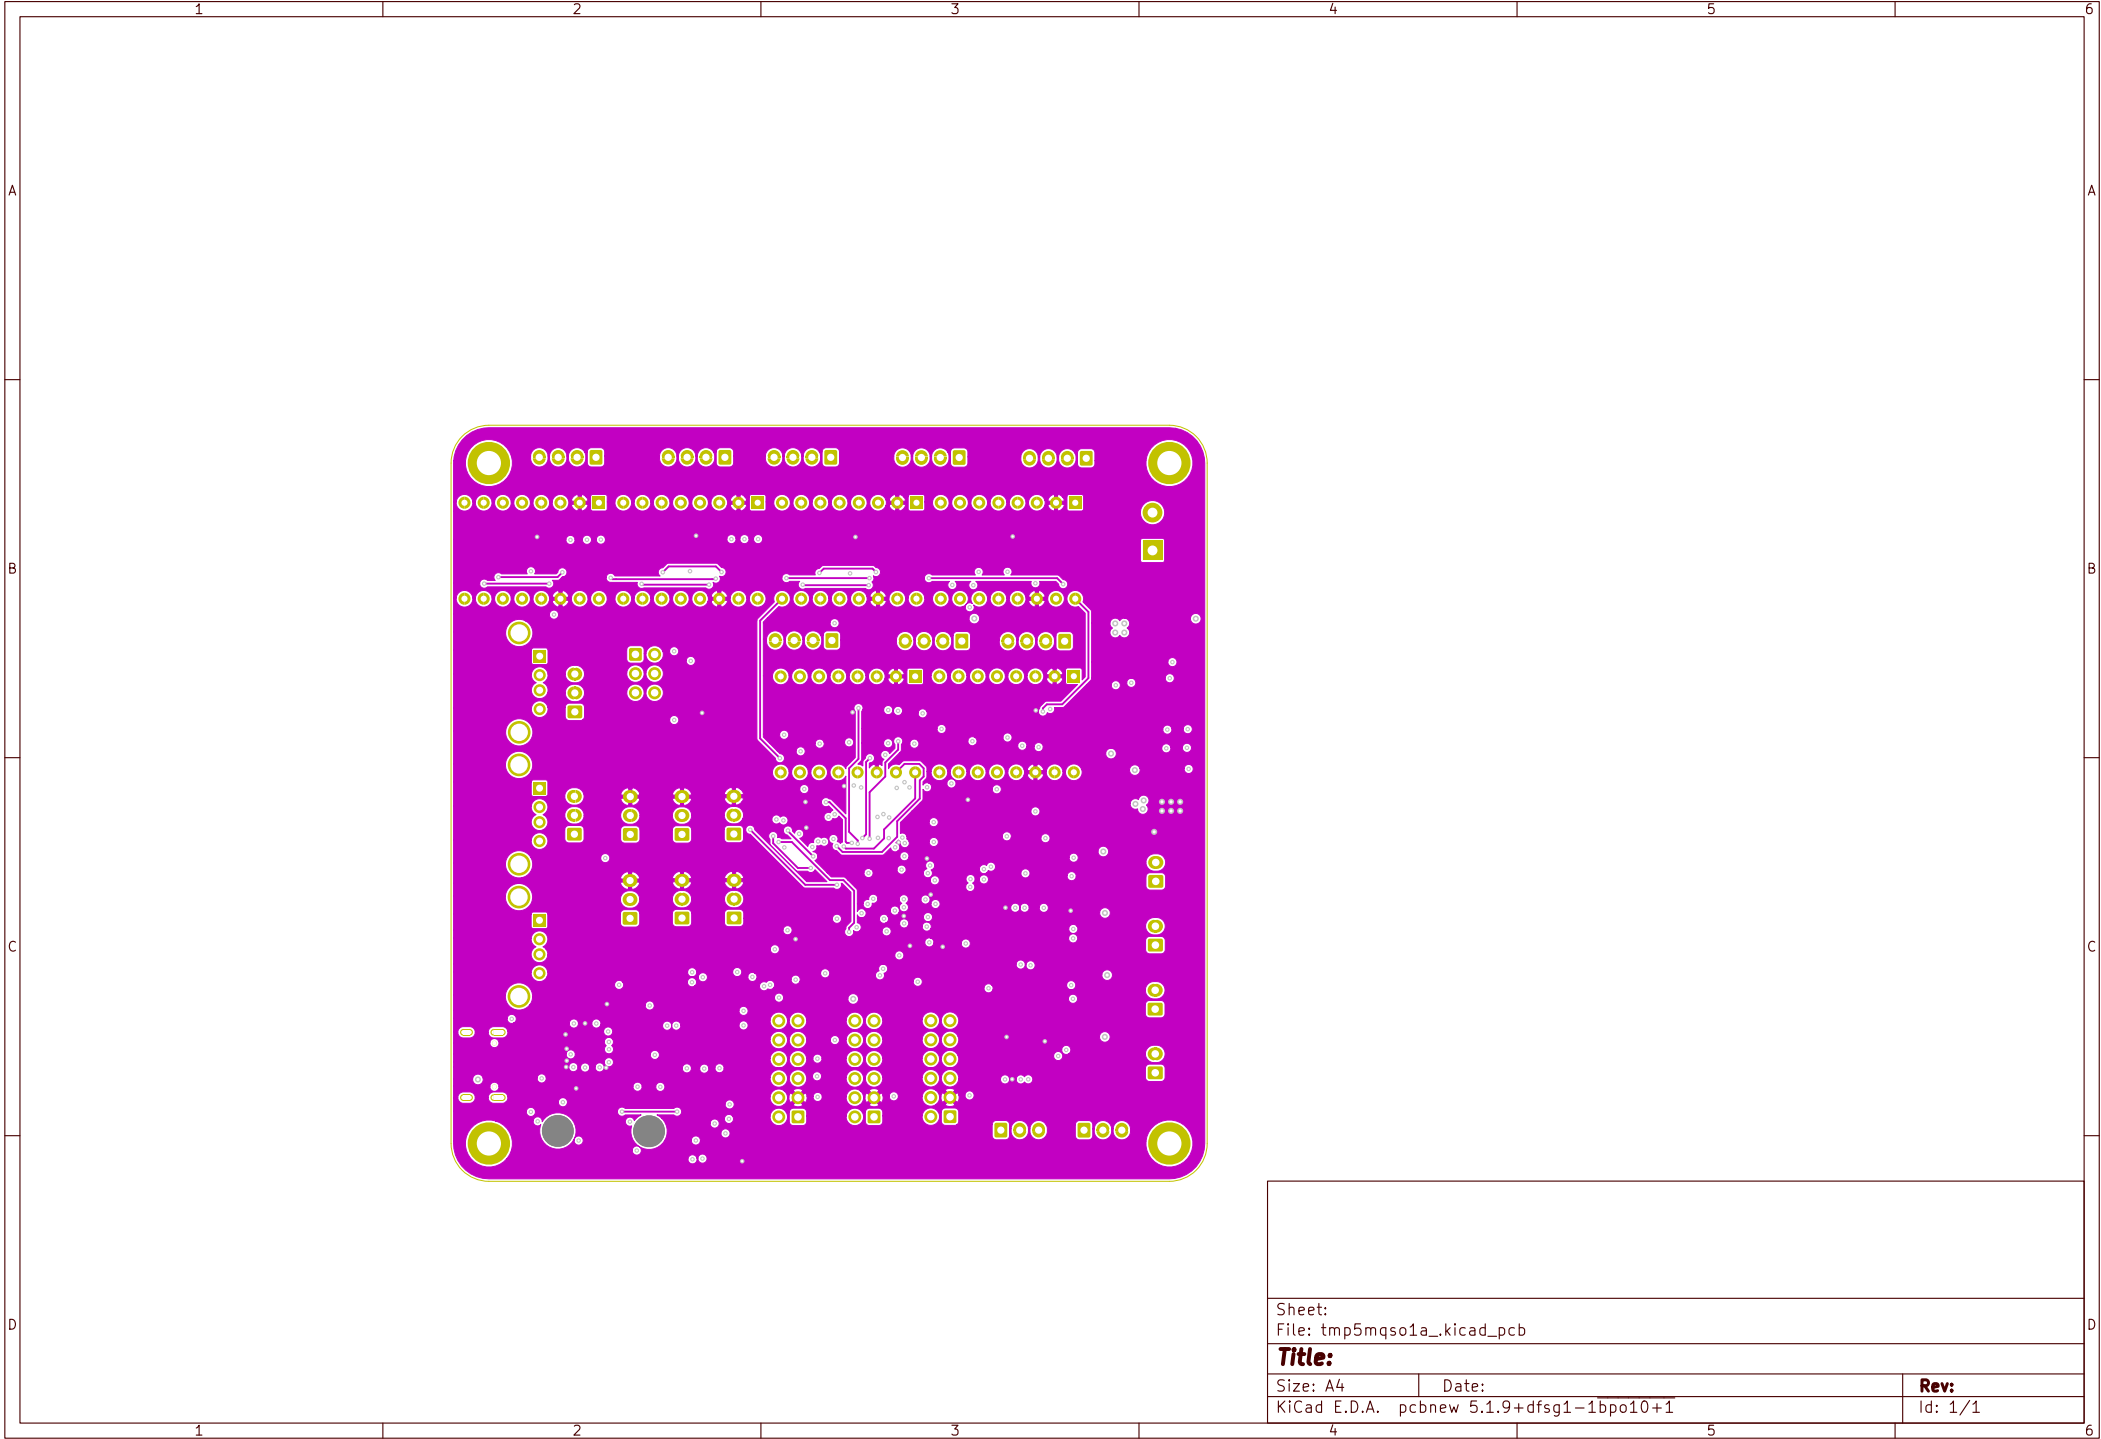 1 2 3 4 5 6
A A
B B
C C
D D
Sheet:
File: tmp5mqso1a_.kicad_pcb
Title:
Size: A4 Date: Rev:
KiCad E.D.A. pcbnew 5.1.9+dfsg1-1bpo10+1 Id: 1/1
1 2 3 4 5 6